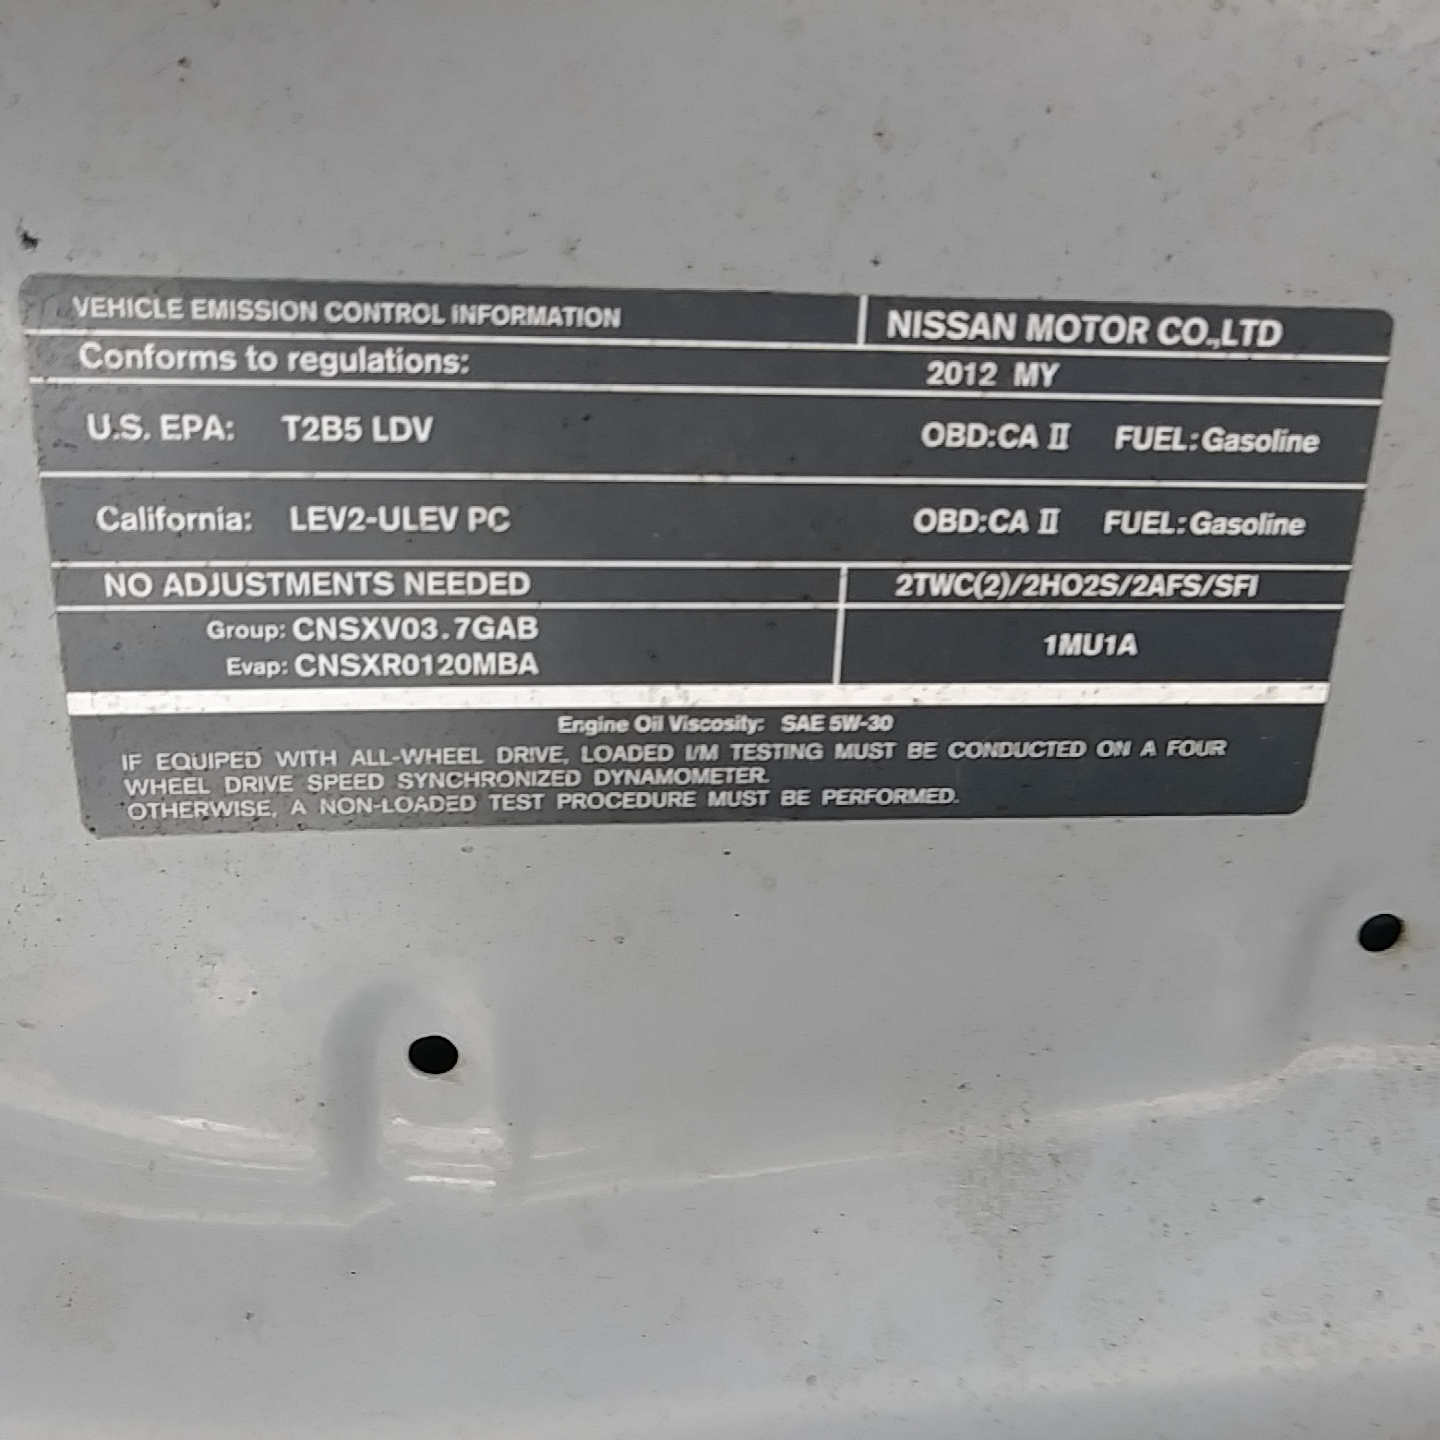 VEHICLE EMISSION CONTROL INFORMATION NISSAN MOTOR CO.,LTD
Conforms to regulations: 2012 MY
U.S. EPA: T2B5 LDV OBD:CA II FUEL:Gasoline
California: LEV2-ULEV PC OBD:CA II FUEL:Gasoline
NO ADJUSTMENTS NEEDED 2TWC(2)/2HO2S/2AFS/SFI
Group: CNSXV03.7GAB
Evap: CNSXR0120MBA
1MU1A
Engine Oil Viscosity: SAE 5W-30
IF EQUIPED WITH ALL-WHEEL DRIVE, LOADED I/M TESTING MUST BE CONDUCTED ON A FOUR
WHEEL DRIVE SPEED SYNCHRONIZED DYNAMOMETER.
OTHERWISE, A NON-LOADED TEST PROCEDURE MUST BE PERFORMED.